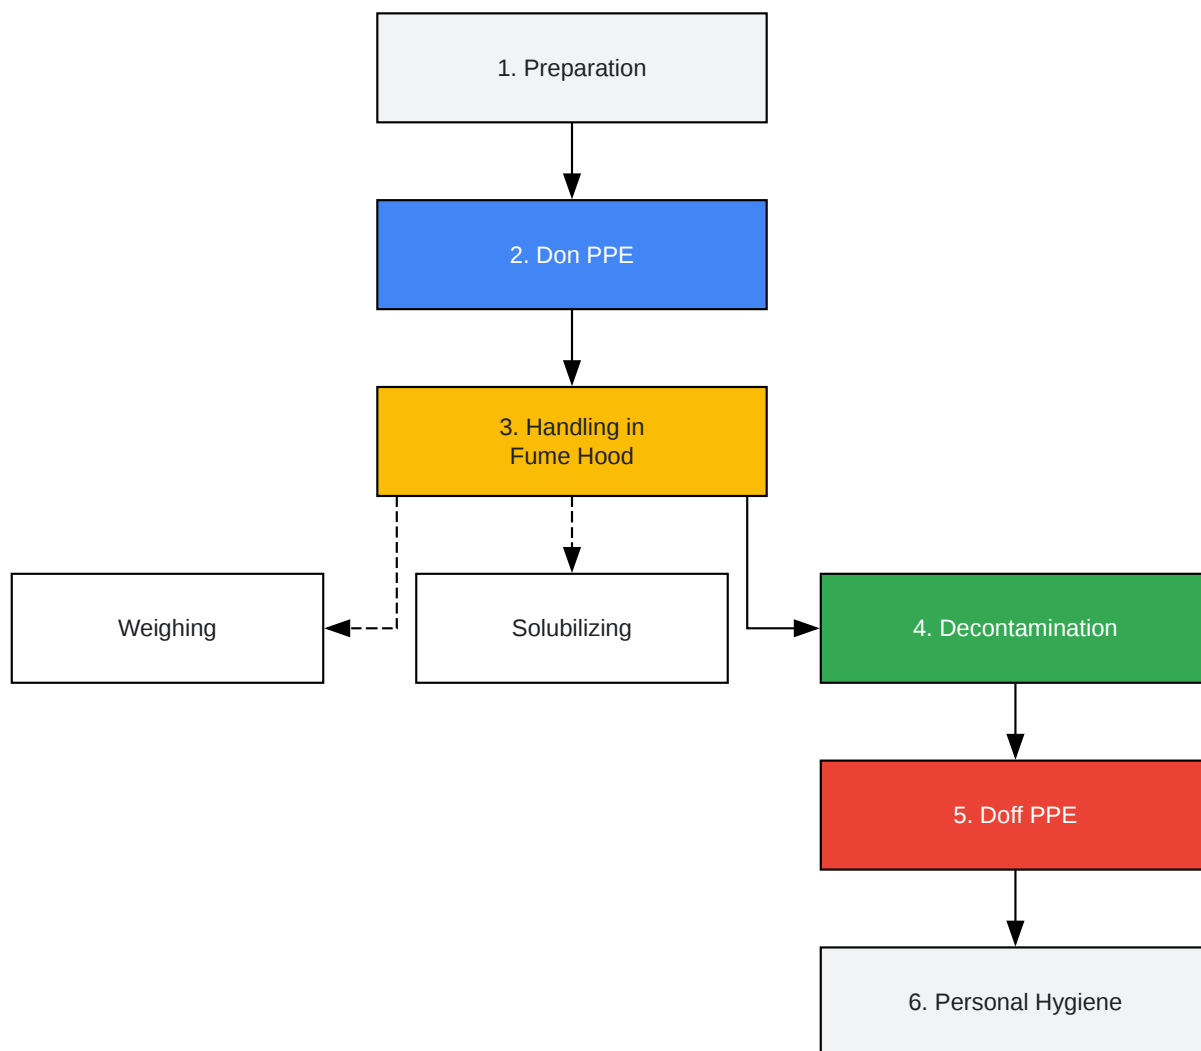 1. Preparation
2. Don PPE
3. Handling in
Fume Hood
Weighing
Solubilizing
4. Decontamination
5. Doff PPE
6. Personal Hygiene